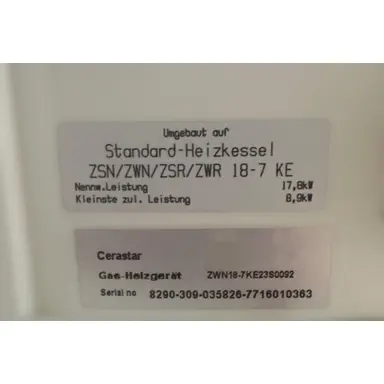 Umgebaut auf
Standard-Heizkessel
ZSN/ZWN/ZSR/ZWR 18-7 KE
Nennw.Leistung 17,8kW
Kleinste zul. Leistung 8,9kW
Cerastar
Gas-Heizgerät ZWN18-7KE23S0092
Serial no 8290-309-035826-7716010363